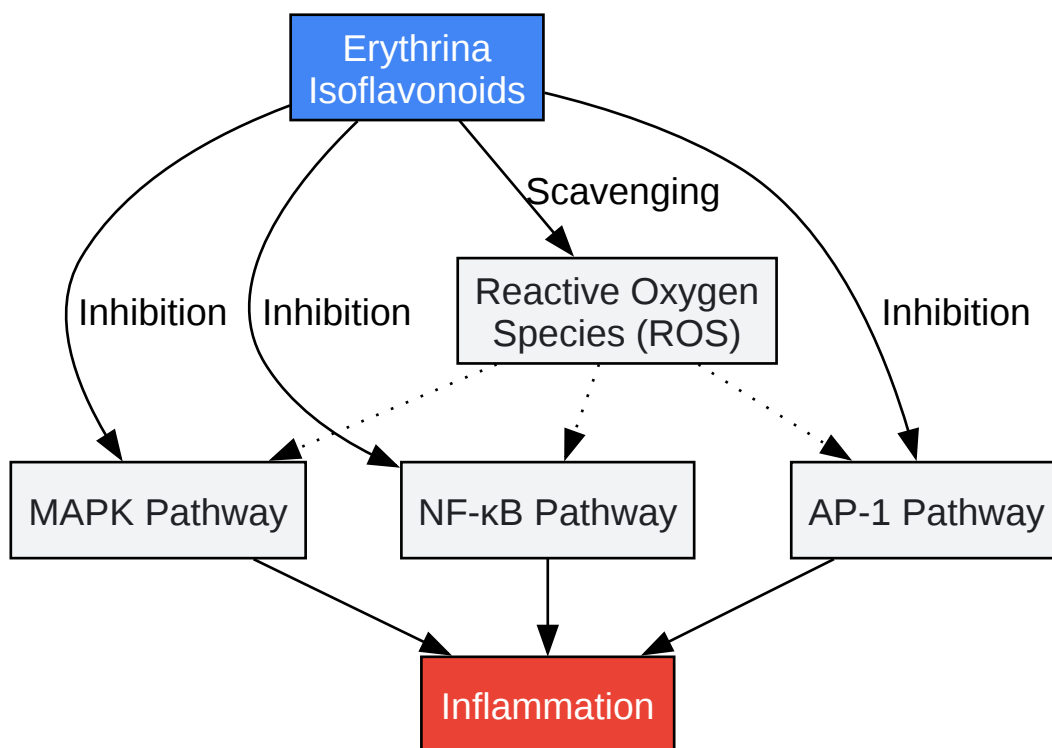 Erythrina
Isoflavonoids
Scavenging
Reactive Oxygen
Species (ROS)
Inhibition
Inhibition
Inhibition
MAPK Pathway
NF-κB Pathway
AP-1 Pathway
Inflammation